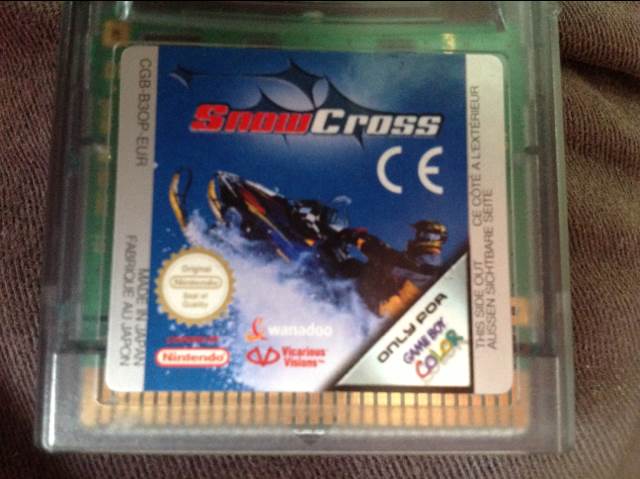 CGB-B3OP-EUR
MADE IN JAPAN
FABRIQUÉ AU JAPON
SnowCross
CE
Original
Nintendo
Seal of
Quality
Nintendo
wanadoo
Vicarious
Visions™
ONLY FOR
GAME BOY
COLOR
THIS SIDE OUT CE CÔTÉ A L'EXTÉRIEUR
AUSSEN SICHTBARE SEITE